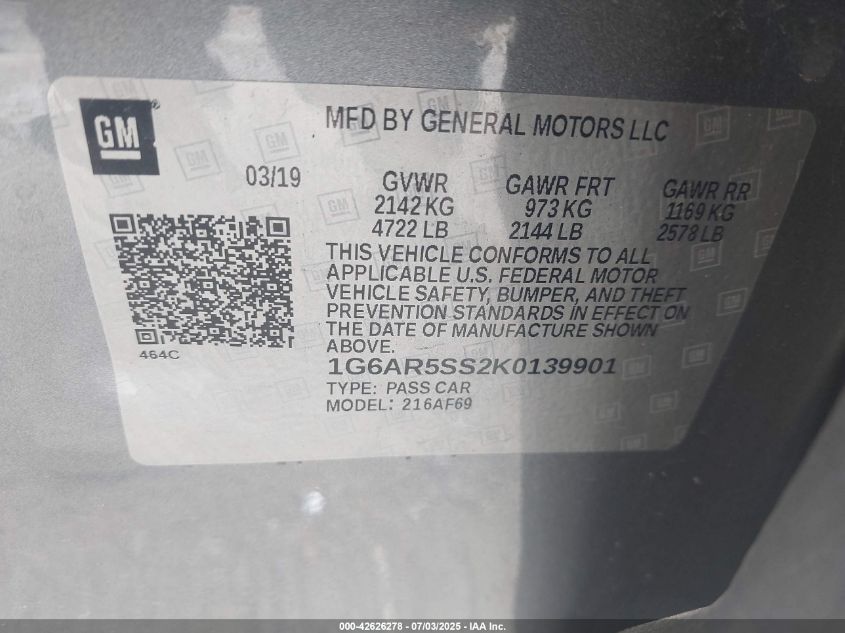 GM ®
MFD BY GENERAL MOTORS LLC
03/19
GVWR GAWR FRT GAWR RR
2142 KG 973 KG 1169 KG
4722 LB 2144 LB 2578 LB
THIS VEHICLE CONFORMS TO ALL
APPLICABLE U.S. FEDERAL MOTOR
VEHICLE SAFETY, BUMPER, AND THEFT
PREVENTION STANDARDS IN EFFECT ON
THE DATE OF MANUFACTURE SHOWN
ABOVE.
464C
1G6AR5SS2K0139901
TYPE: PASS CAR
MODEL: 216AF69
000-42626278 - 07/03/2025 - IAA Inc.